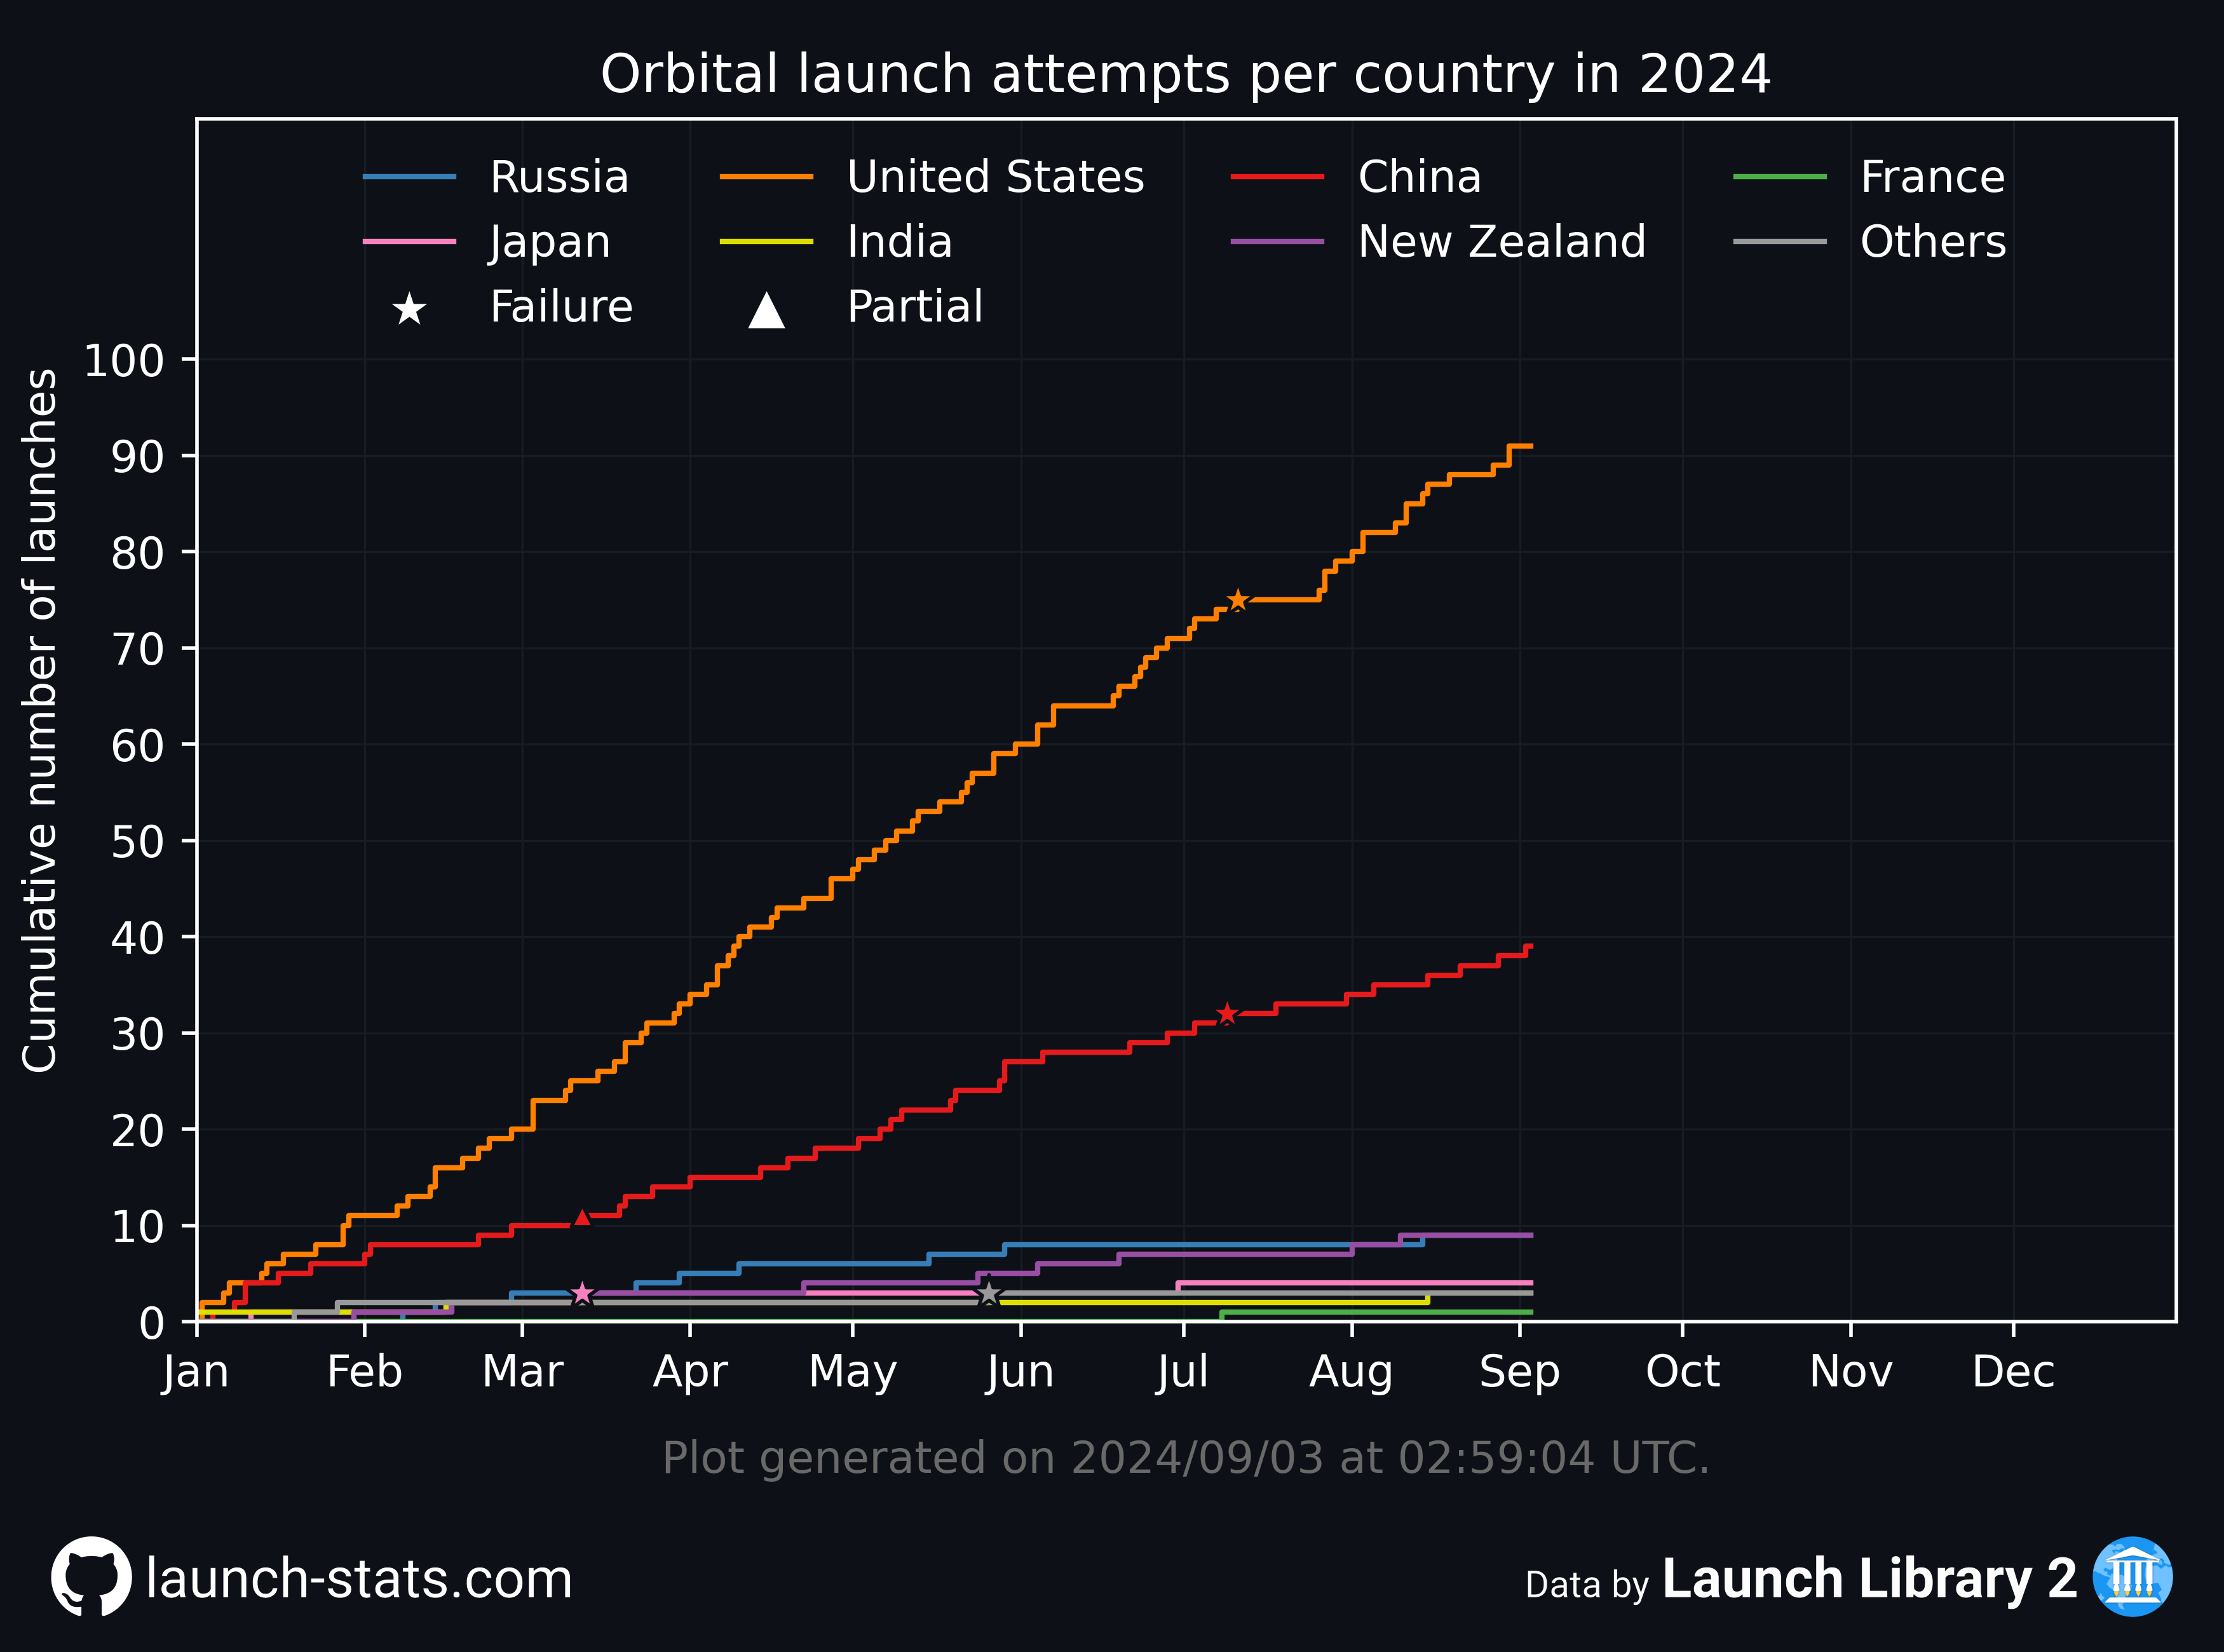 Orbital launch attempts per country in 2024
Russia United States China France
Japan India New Zealand Others
Failure Partial
Cumulative number of launches
100
90
80
70
60
50
40
30
20
10
0
Jan Feb Mar Apr May Jun Jul Aug Sep Oct Nov Dec
Plot generated on 2024/09/03 at 02:59:04 UTC.
launch-stats.com
Data by Launch Library 2